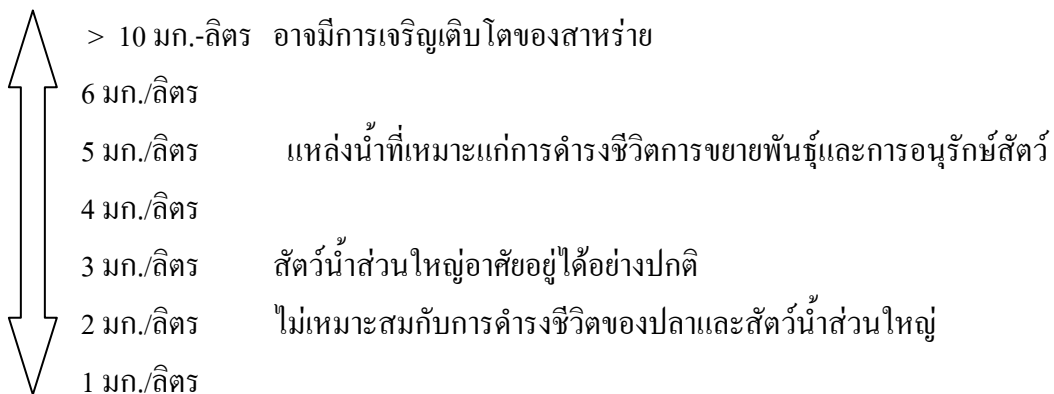 > 10 มก.-ลิตร อาจมีการเจริญเติบโตของสาหร่าย
6 มก./ลิตร
5 มก./ลิตร แหล่งน้ำที่เหมาะแก่การดำรงชีวิตการขยายพันธุ์และการอนุรักษ์สัตว์
4 มก./ลิตร
3 มก./ลิตร สัตว์น้ำส่วนใหญ่อาศัยอยู่ได้อย่างปกติ
2 มก./ลิตร ไม่เหมาะสมกับการดำรงชีวิตของปลาและสัตว์น้ำส่วนใหญ่
1 มก./ลิตร